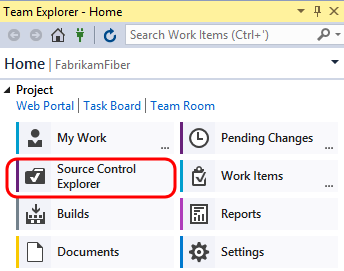 Team Explorer - Home
Search Work Items (Ctrl+')
Home | FabrikamFiber
Project
Web Portal | Task Board | Team Room
My Work ...
Pending Changes ...
Source Control
Explorer
Work Items ...
Builds
Reports
Documents
Settings